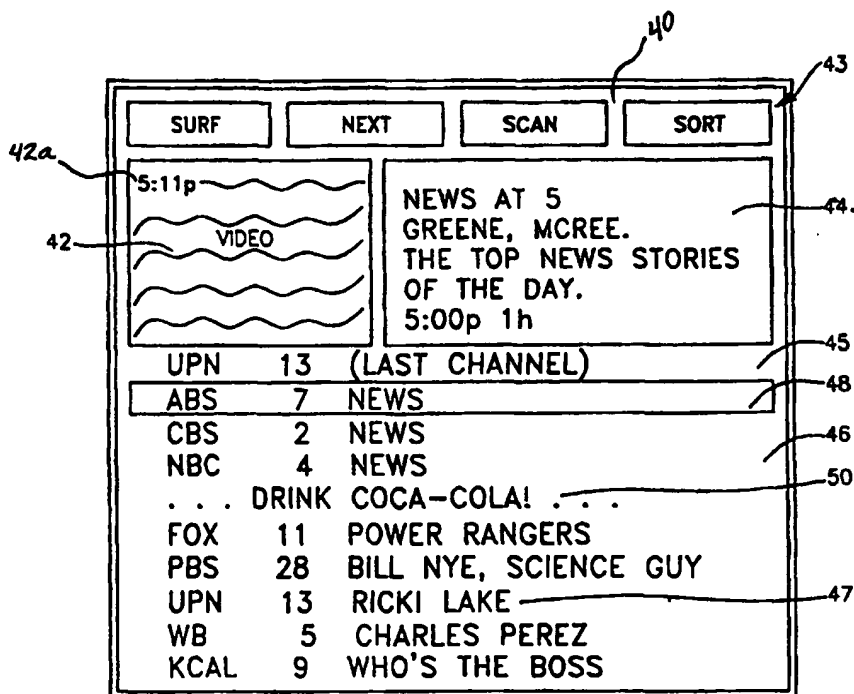 40
43
SURF NEXT SCAN SORT
42a
5:11p
NEWS AT 5
GREENE, MCREE.
44.
42
VIDEO
THE TOP NEWS STORIES
OF THE DAY.
5:00p 1h
45
UPN 13 (LAST CHANNEL)
ABS 7 NEWS
48
CBS 2 NEWS
46
NBC 4 NEWS
50
. . . DRINK COCA-COLA! . . .
FOX 11 POWER RANGERS
PBS 28 BILL NYE, SCIENCE GUY
UPN 13 RICKI LAKE
47
WB 5 CHARLES PEREZ
KCAL 9 WHO'S THE BOSS